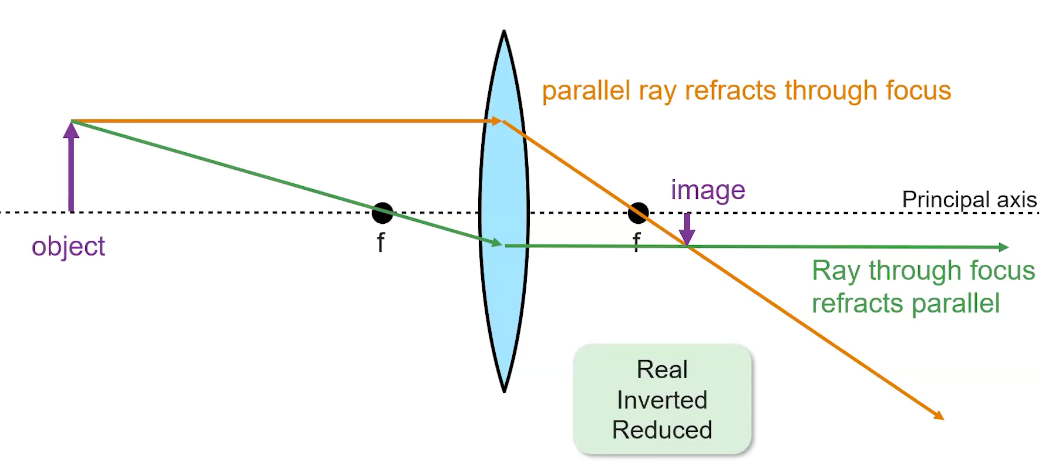 parallel ray refracts through focus
image
Principal axis
object
f
f
Ray through focus
refracts parallel
Real
Inverted
Reduced